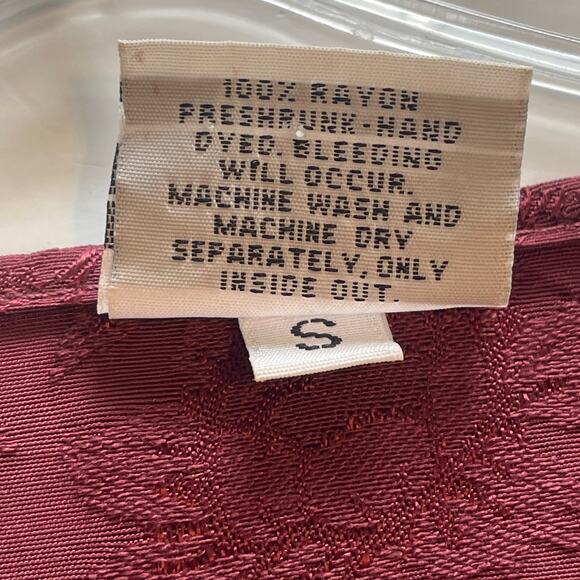 100% RAYON
PRESHRUNK-HAND
DYED. BLEEDING
WILL OCCUR.
MACHINE WASH AND
MACHINE DRY
SEPARATELY, ONLY
INSIDE OUT.
S